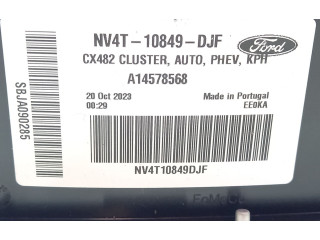 NV4T-10849-DJF
Ford
CX482 CLUSTER, AUTO, PHEV, KPH
A14578568
20 Oct 2023
00:29
Made in Portugal
EE0KA
SBJA090285
NV4T10849DJF
FoMoCo